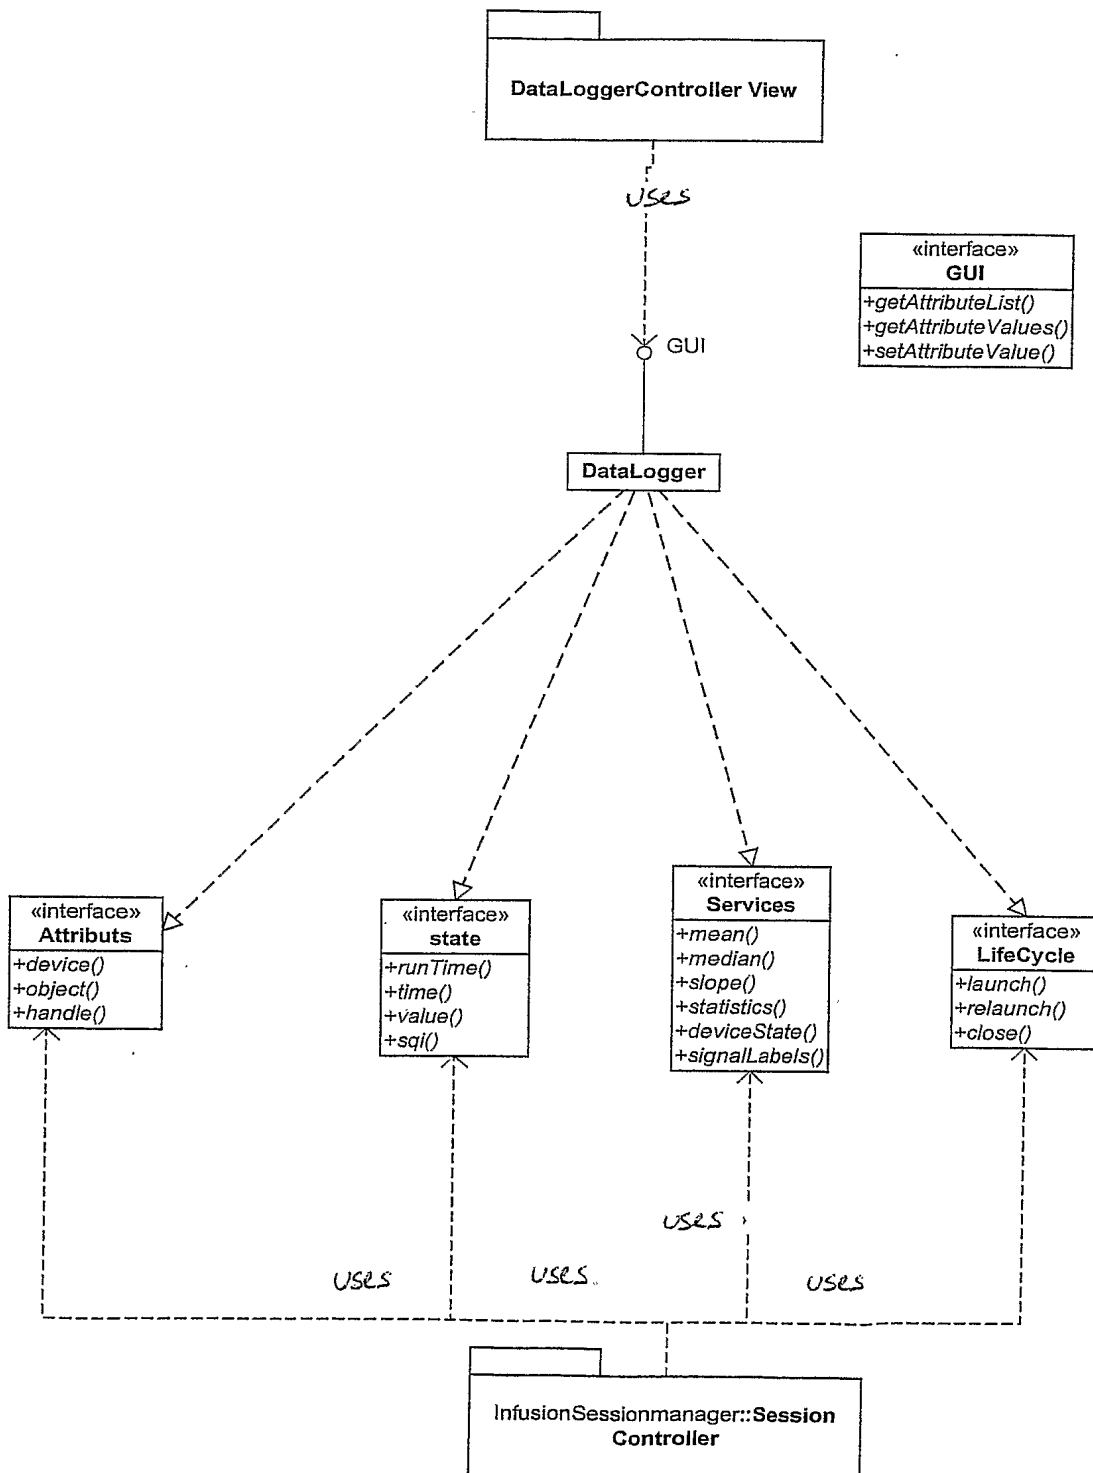 DataLoggerController View
uses
«interface»
GUI
+getAttributeList()
+getAttributeValues()
+setAttributeValue()
GUI
DataLogger
«interface»
Attributs
+device()
+object()
+handle()
«interface»
state
+runTime()
+time()
+value()
+sqi()
«interface»
Services
+mean()
+median()
+slope()
+statistics()
+deviceState()
+signalLabels()
«interface»
LifeCycle
+launch()
+relaunch()
+close()
uses
uses
uses
uses
InfusionSessionmanager::Session
Controller